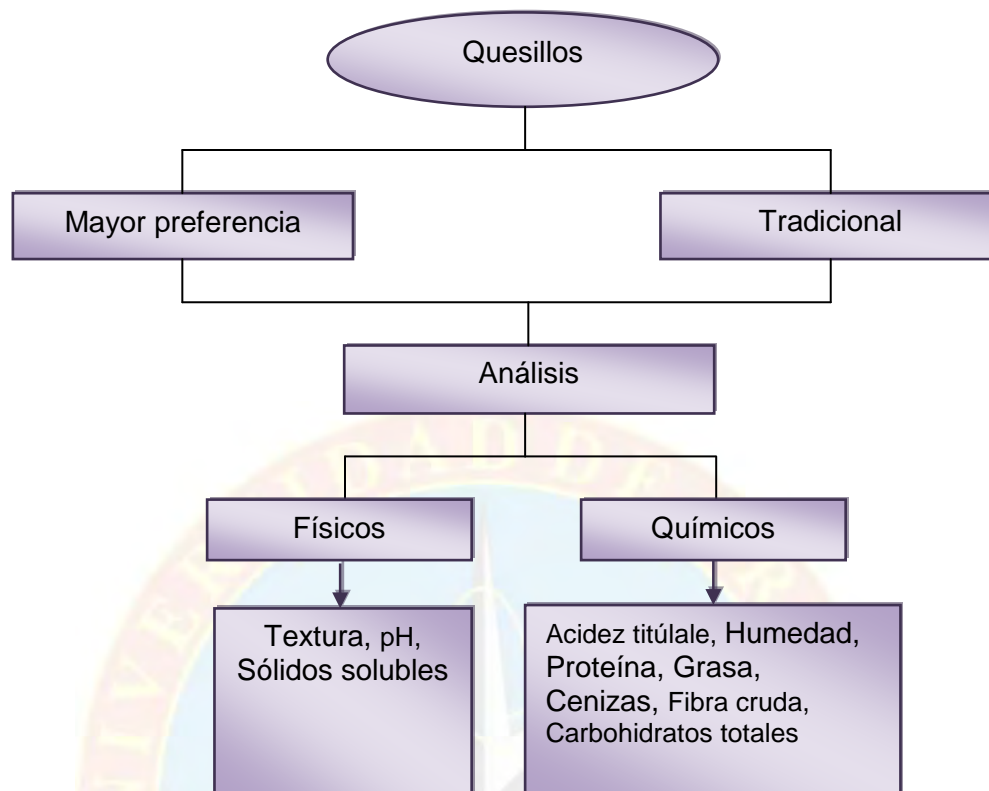 Quesillos
Mayor preferencia
Tradicional
Análisis
Físicos
Químicos
Textura, pH,
Sólidos solubles
Acidez titúlale, Humedad,
Proteína, Grasa,
Cenizas, Fibra cruda,
Carbohidratos totales